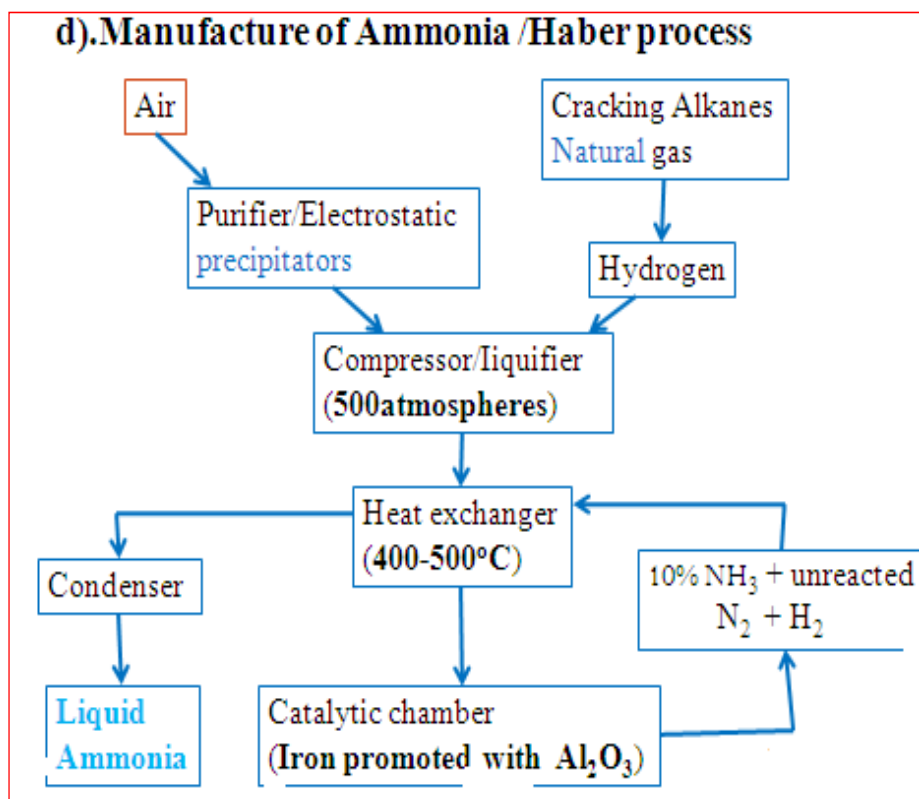 d).Manufacture of Ammonia /Haber process
Air
Cracking Alkanes
Natural gas
Purifier/Electrostatic
precipitators
Hydrogen
Compressor/Iiquifier
(500atmospheres)
Heat exchanger
(400-500°C)
Condenser
10% NH₃ + unreacted
N₂ + H₂
Liquid
Ammonia
Catalytic chamber
(Iron promoted with Al₂O₃)